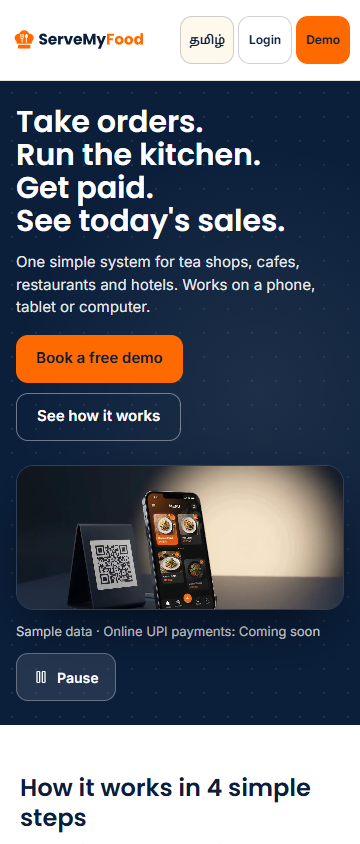 ServeMyFood
தமிழ்
Login
Demo
Take orders.
Run the kitchen.
Get paid.
See today's sales.
One simple system for tea shops, cafes,
restaurants and hotels. Works on a phone,
tablet or computer.
Book a free demo
See how it works
MENU
Sample data · Online UPI payments: Coming soon
Pause
How it works in 4 simple
steps